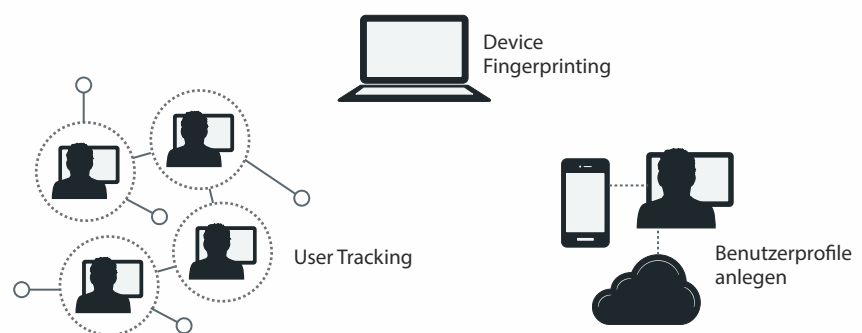 Device
Fingerprinting
User Tracking
Benutzerprofile
anlegen